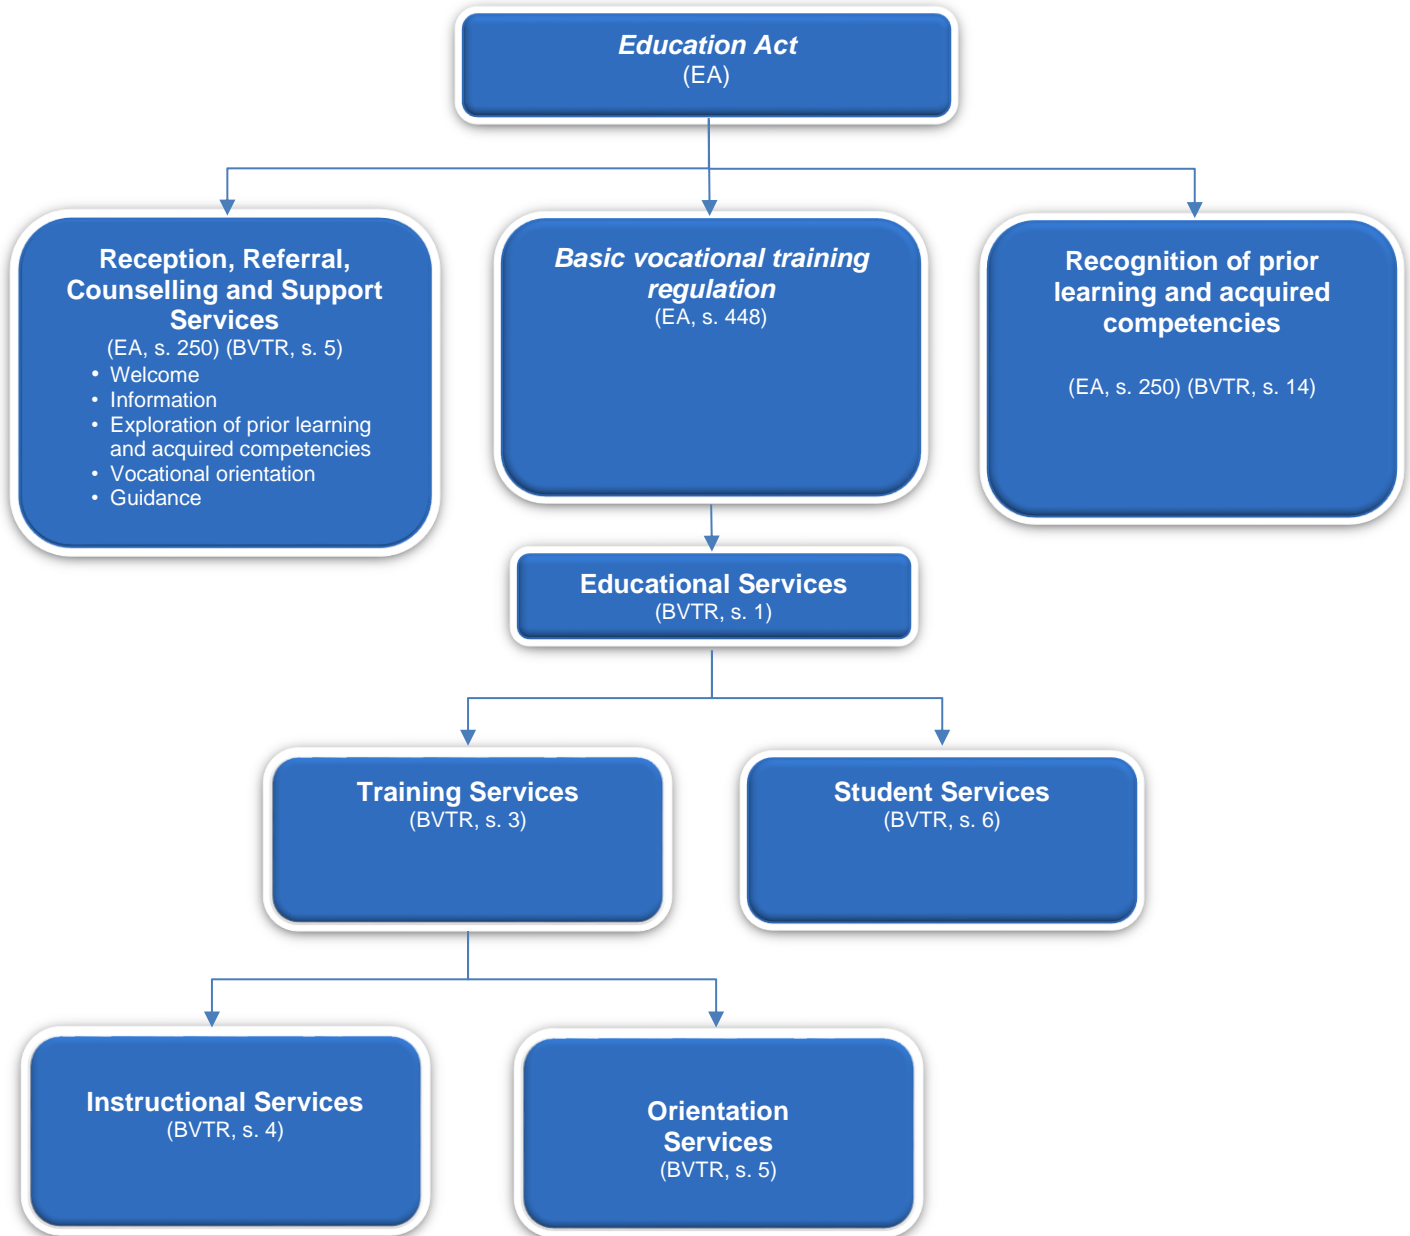 Education Act
(EA)
Reception, Referral,
Counselling and Support
Services
(EA, s. 250) (BVTR, s. 5)
• Welcome
• Information
• Exploration of prior learning
and acquired competencies
• Vocational orientation
• Guidance
Basic vocational training
regulation
(EA, s. 448)
Recognition of prior
learning and acquired
competencies
(EA, s. 250) (BVTR, s. 14)
Educational Services
(BVTR, s. 1)
Training Services
(BVTR, s. 3)
Student Services
(BVTR, s. 6)
Instructional Services
(BVTR, s. 4)
Orientation
Services
(BVTR, s. 5)